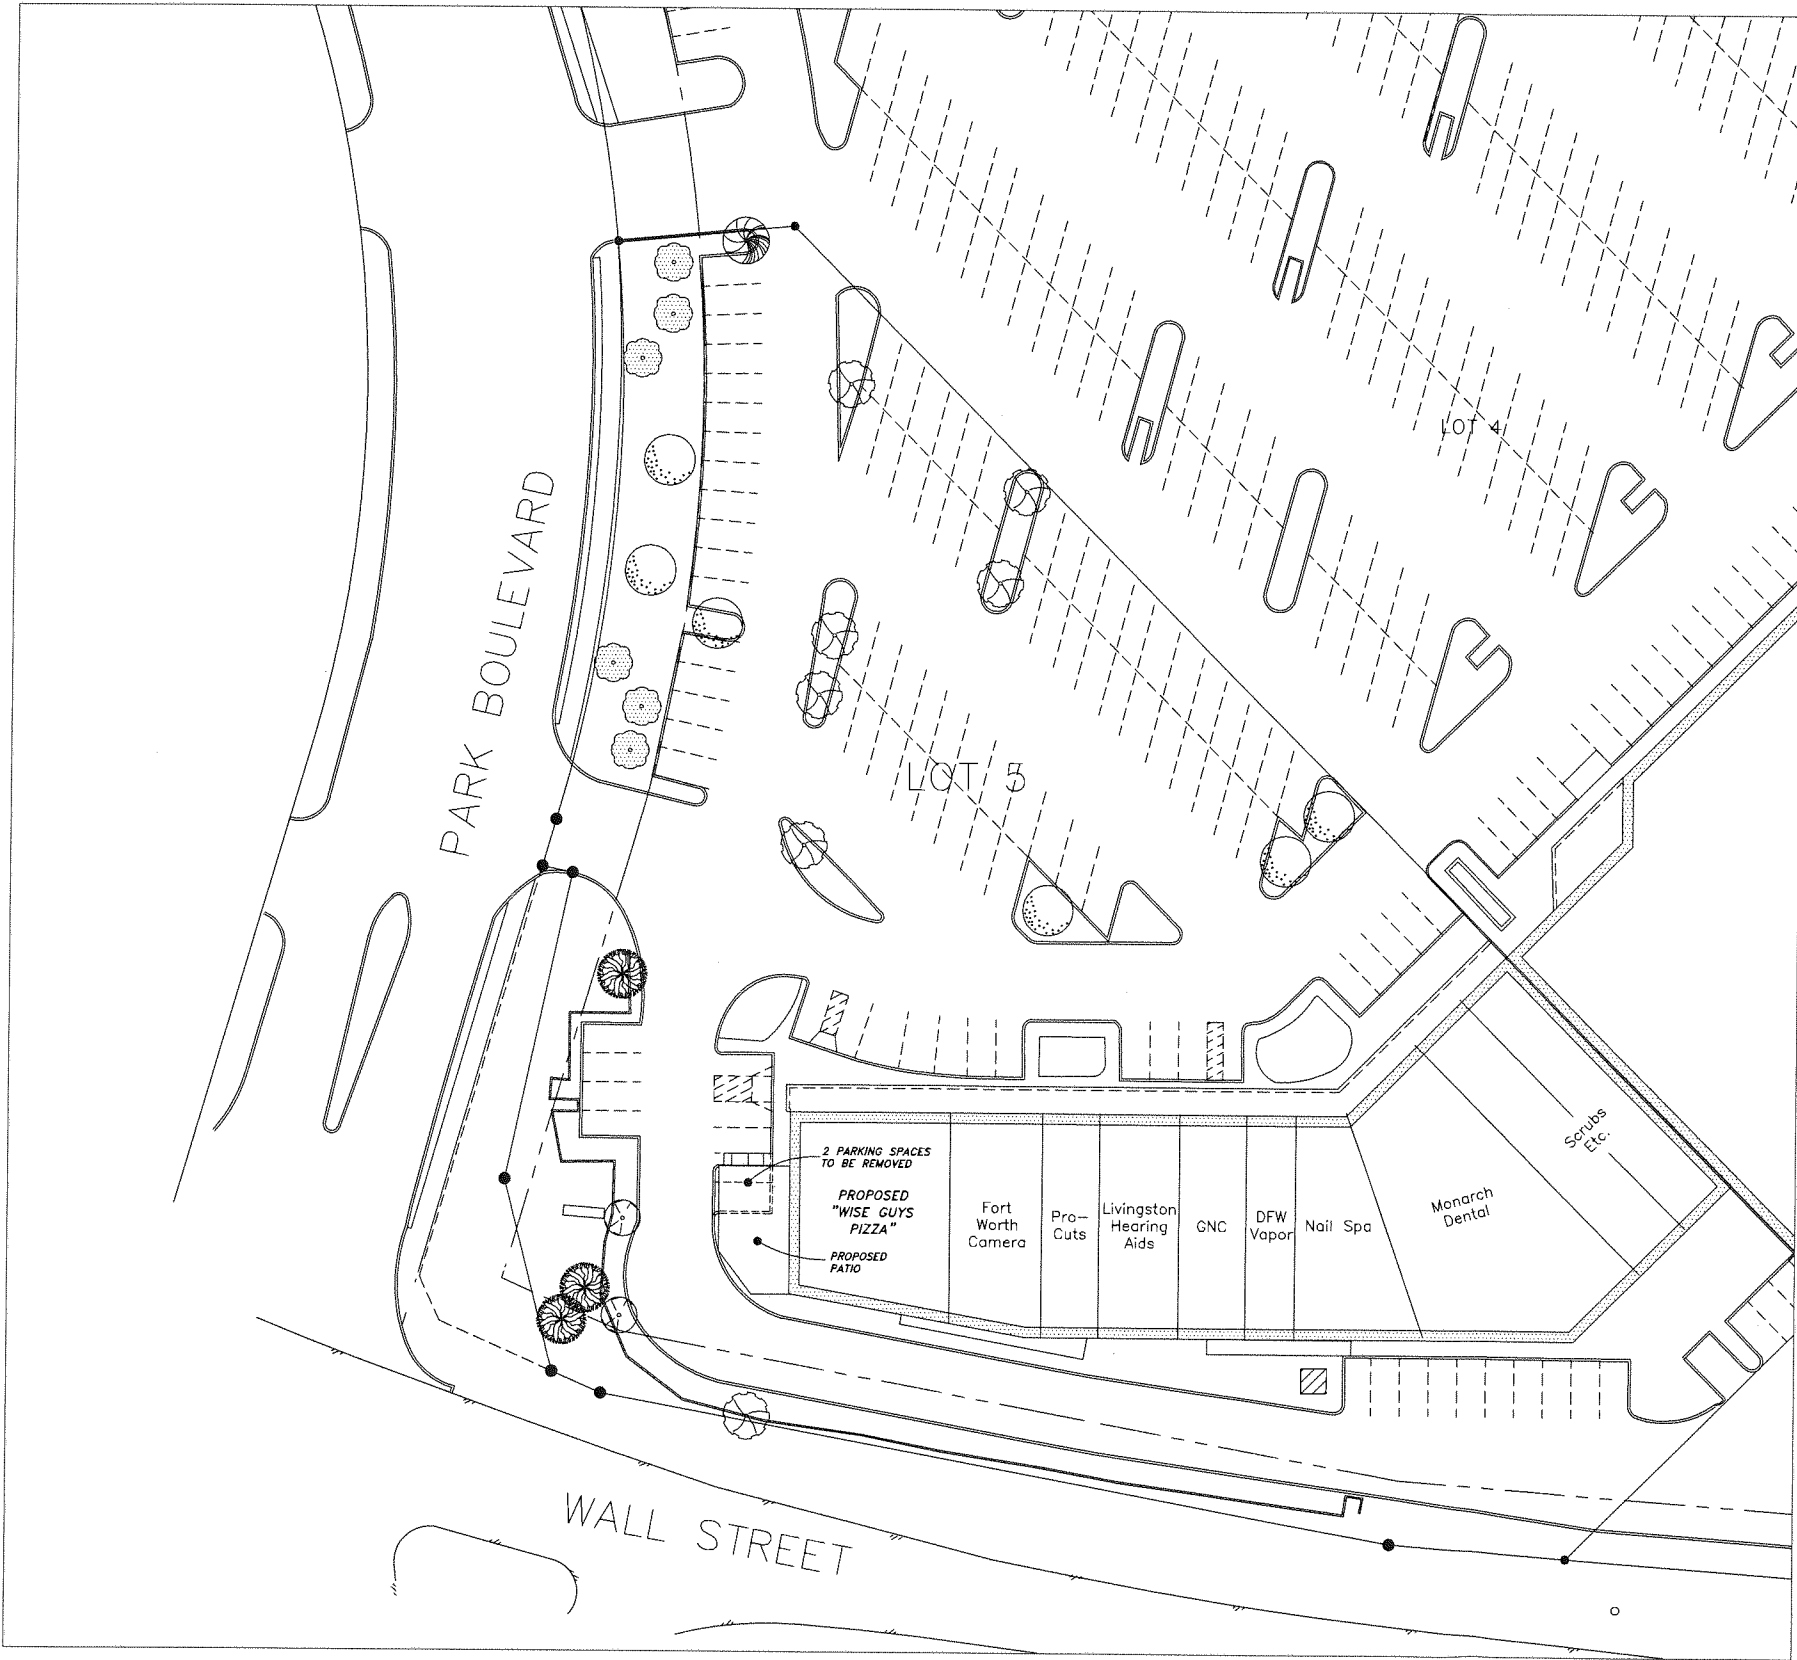 LOT 4
PARK BOULEVARD
LOT 5
2 PARKING SPACES
TO BE REMOVED
PROPOSED
"WISE GUYS
PIZZA"
PROPOSED
PATIO
Fort
Worth
Camera
Pro-
Cuts
Livingston
Hearing
Aids
GNC
DFW
Vapor
Nail Spa
Monarch
Dental
Scrubs
Etc.
WALL STREET